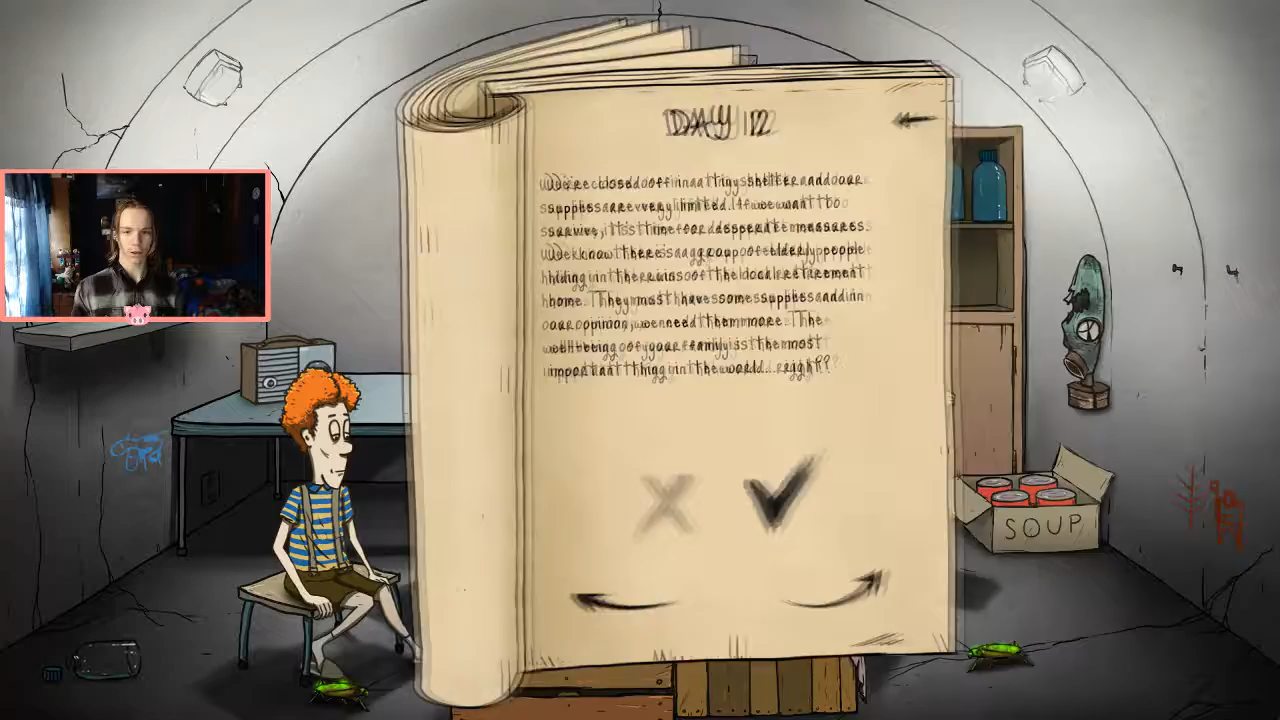 DAY 12
We're closed off in a tiny shelter and our
supplies are very limited. If we want to
survive, it's time for desperate measures.
We know there's a group of elderly people
hiding in the ruins of the local retirement
home. They must have some supplies and in
our opinion, we need them more. The
well-being of your family is the most
important thing in the world... right?
SOUP